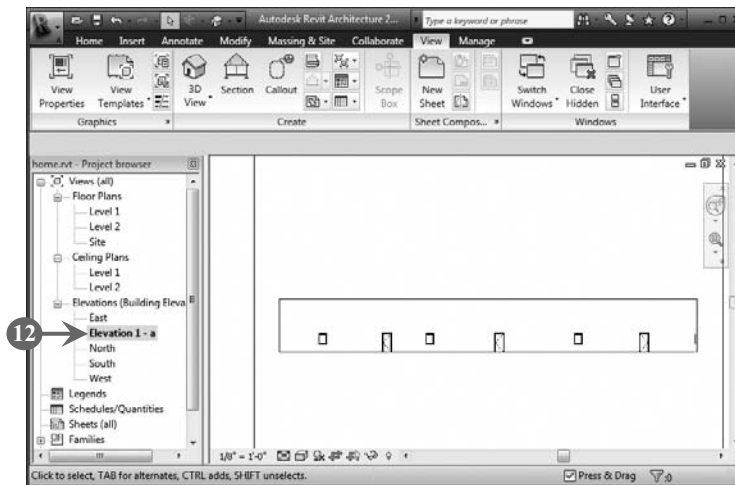 Autodesk Revit Architecture 2...
Type a keyword or phrase
Home Insert Annotate Modify Massing & Site Collaborate View Manage
View Properties
View Templates
3D View
Section
Callout
Scope Box
New Sheet
Switch Windows
Close Hidden
User Interface
Graphics
Create
Sheet Compos...
Windows
home.rvt - Project browser
Views (all)
Floor Plans
Level 1
Level 2
Site
Ceiling Plans
Level 1
Level 2
Elevations (Building Eleva
East
12
Elevation 1 - a
North
South
West
Legends
Schedules/Quantities
Sheets (all)
Families
1/8" = 1'-0"
Click to select, TAB for alternates, CTRL adds, SHIFT unselects.
Press & Drag
:0